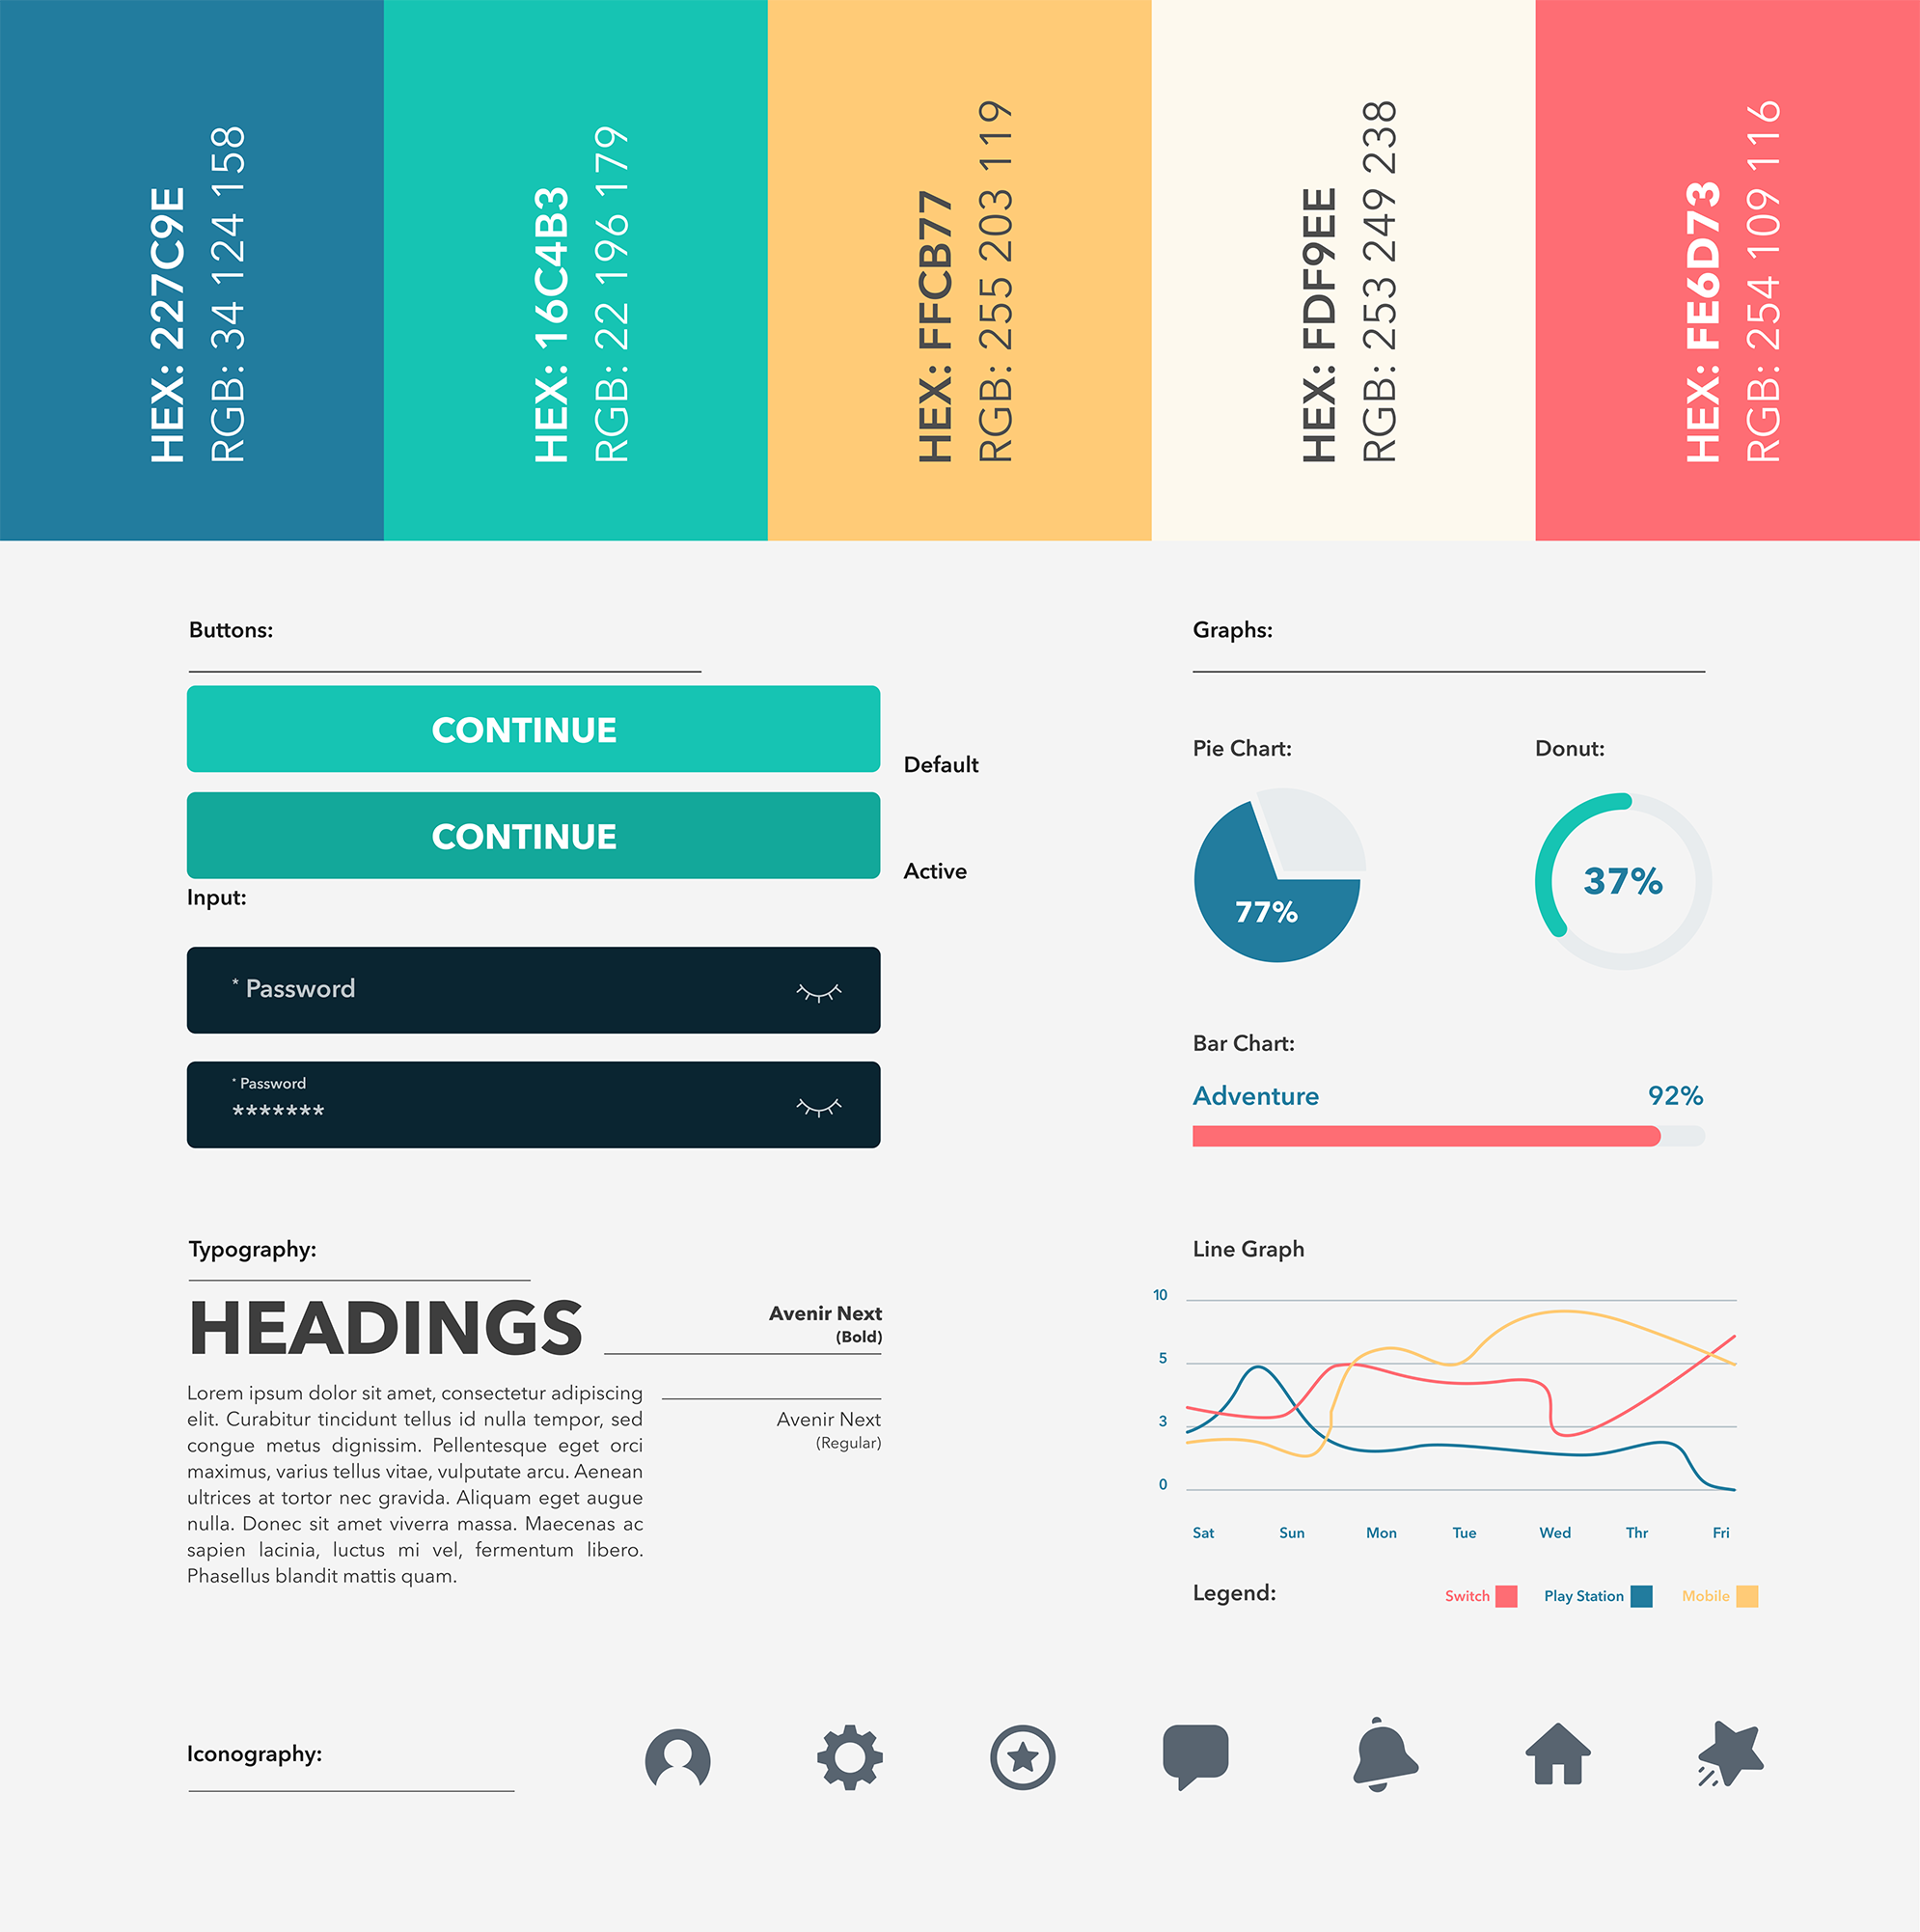 HEX: 227C9E
RGB: 34 124 158
HEX: 16C4B3
RGB: 22 196 179
HEX: FFCB77
RGB: 255 203 119
HEX: FDF9EE
RGB: 253 249 238
HEX: FE6D73
RGB: 254 109 116
Buttons:
CONTINUE
Default
CONTINUE
Active
Input:
* Password
* Password
*******
Typography:
HEADINGS
Avenir Next
(Bold)
Lorem ipsum dolor sit amet, consectetur adipiscing
elit. Curabitur tincidunt tellus id nulla tempor, sed
congue metus dignissim. Pellentesque eget orci
maximus, varius tellus vitae, vulputate arcu. Aenean
ultrices at tortor nec gravida. Aliquam eget augue
nulla. Donec sit amet viverra massa. Maecenas ac
sapien lacinia, luctus mi vel, fermentum libero.
Phasellus blandit mattis quam.
Avenir Next
(Regular)
Graphs:
Pie Chart:
77%
Donut:
37%
Bar Chart:
Adventure 92%
Line Graph
10
5
3
0
Sat Sun Mon Tue Wed Thr Fri
Legend: Switch Play Station Mobile
Iconography: